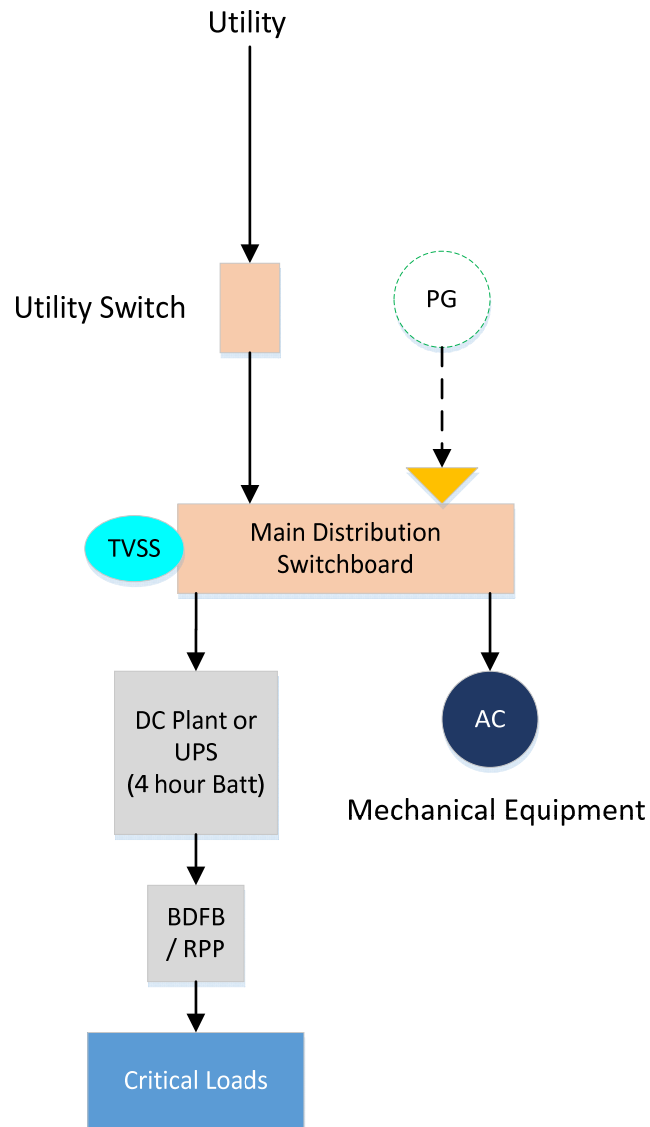 Utility
Utility Switch
PG
Main Distribution
Switchboard
TVSS
DC Plant or
UPS
(4 hour Batt)
AC
Mechanical Equipment
BDFB
/ RPP
Critical Loads